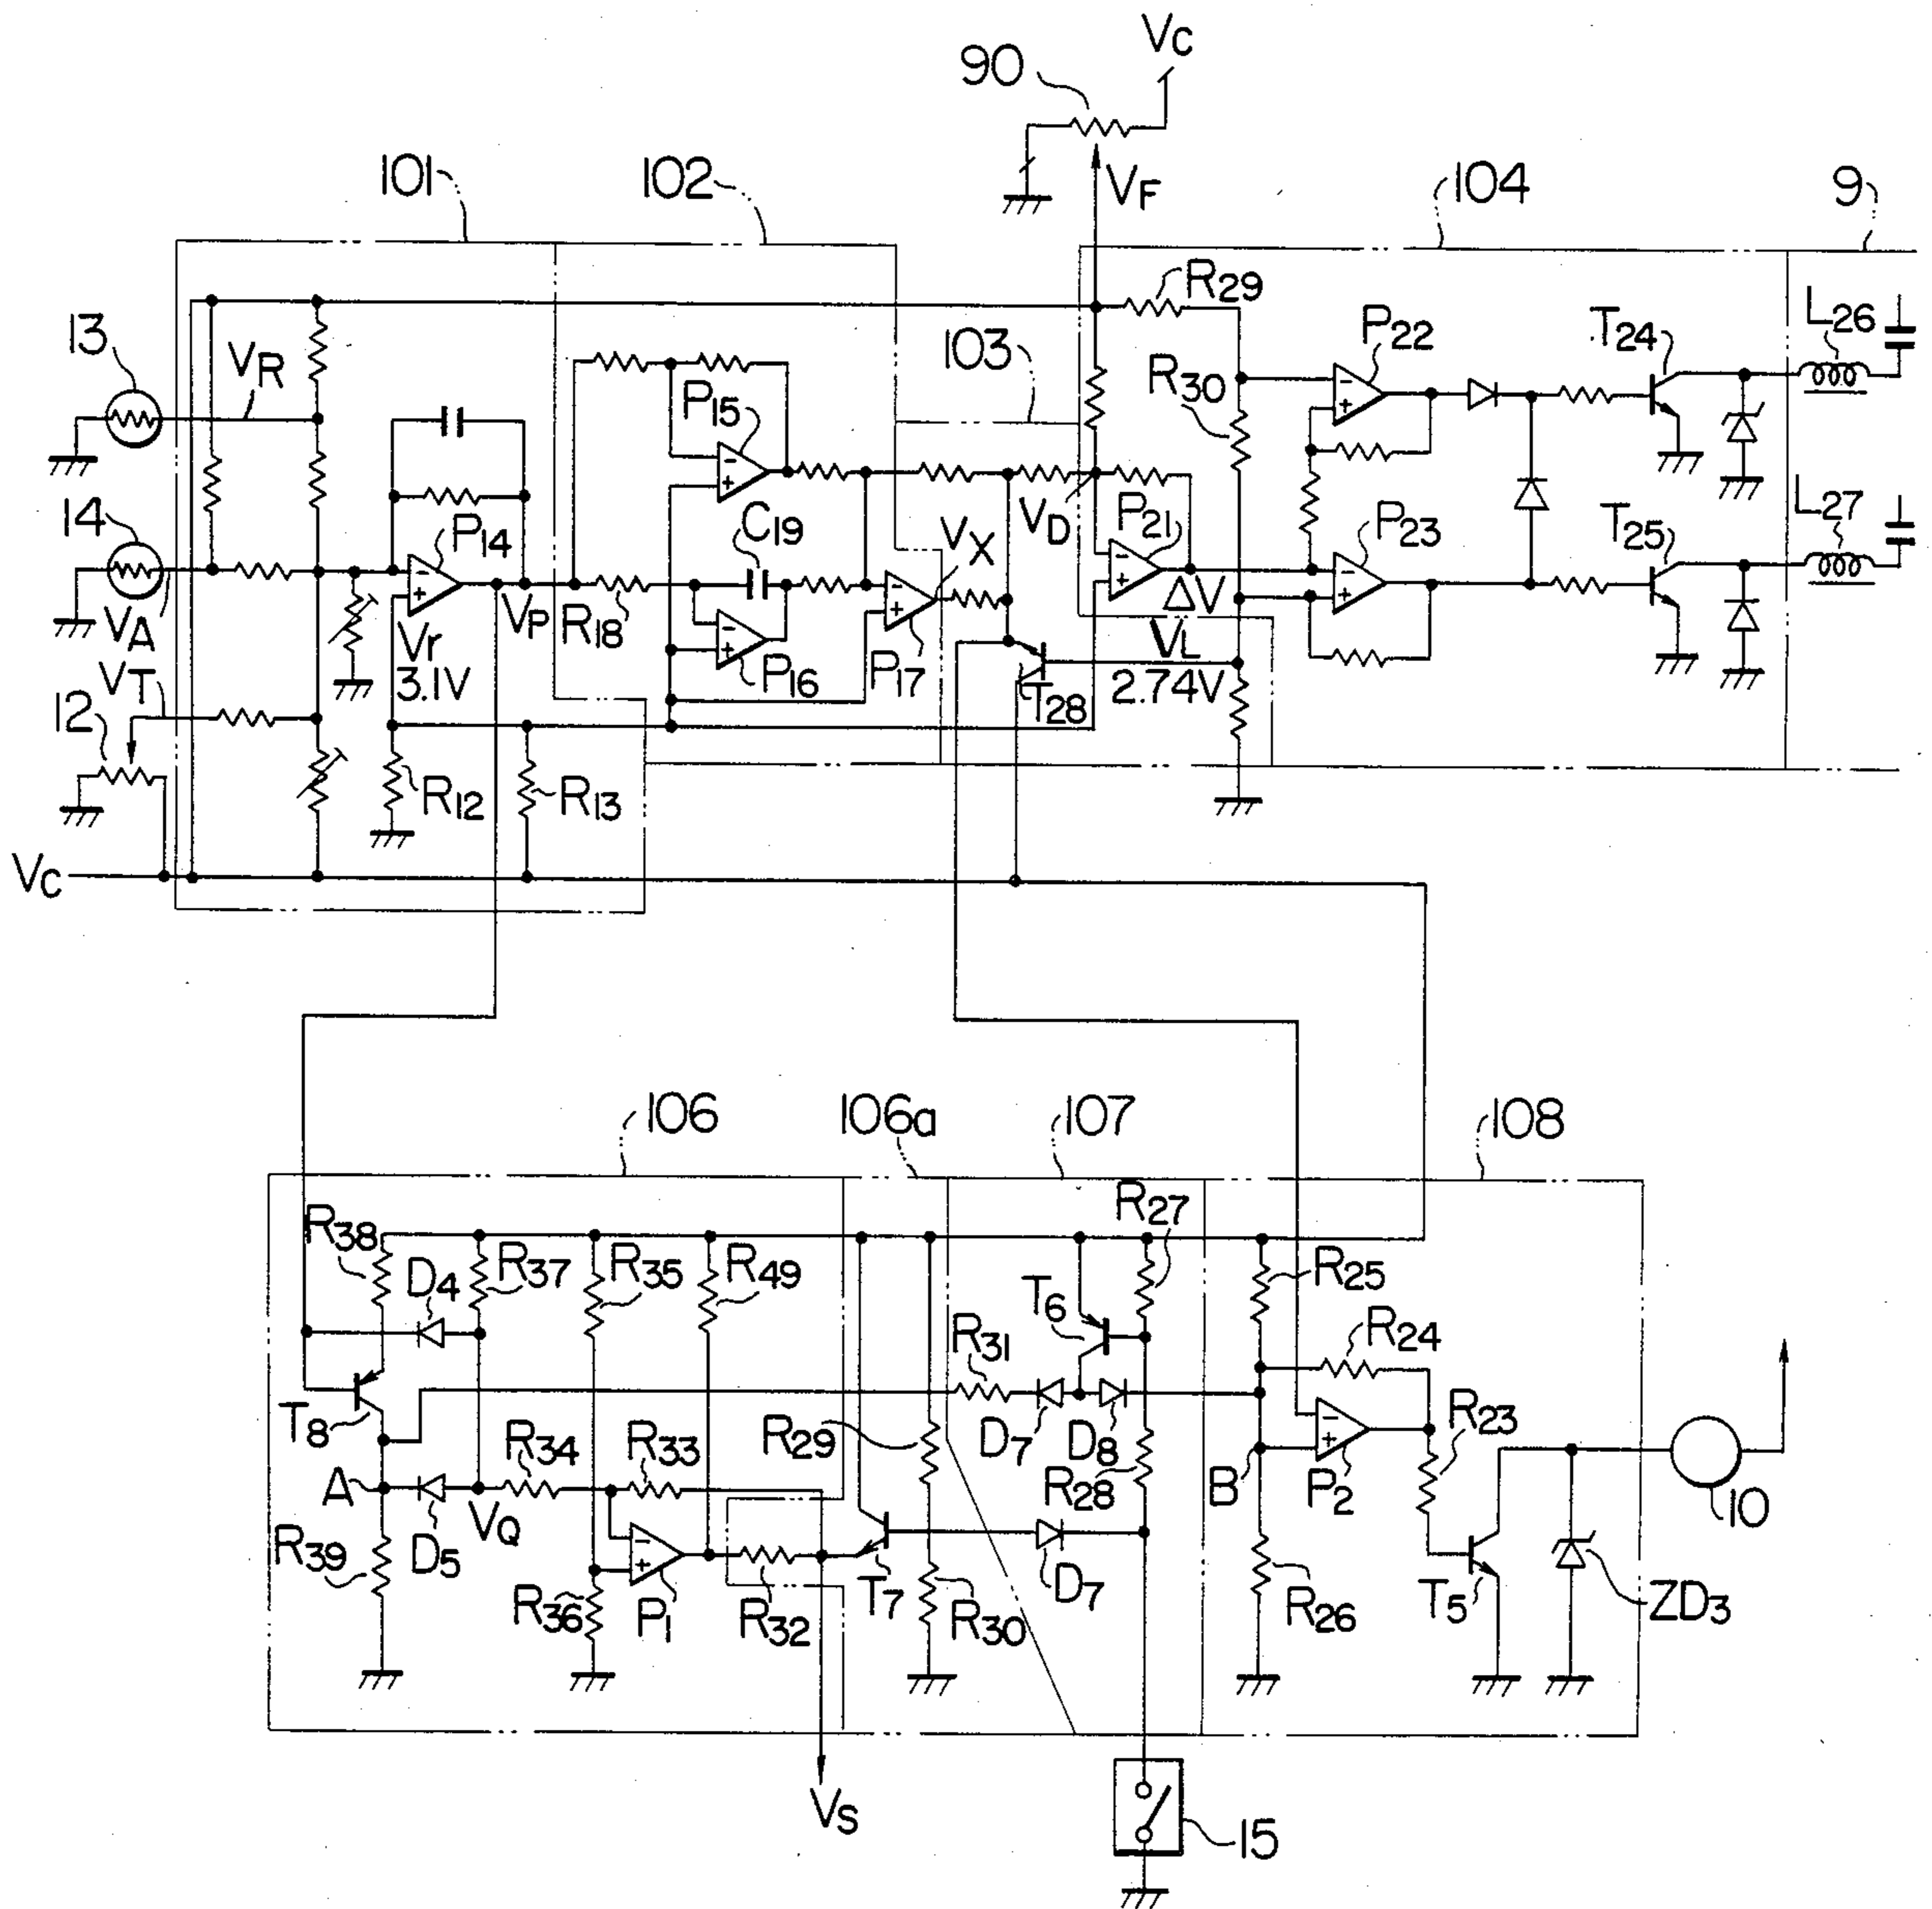 VC
90
VF
101
102
104
9
R29
13
VR
103
P22
T24
L26
R30
P15
14
P14
C19
VX
VD
P21
P23
T25
L27
VA
Vr
3.1V
VP
R18
P16
P17
ΔV
VL
2.74V
T28
VT
12
R12
R13
VC
106
106a
107
108
R27
R38
D4
R37
R35
R49
T6
R25
R31
R24
T8
R34
R33
R29
D7
D8
R28
R23
A
VQ
B
P2
10
R39
D5
R36
P1
R32
T7
R30
D7
R26
T5
ZD3
VS
15